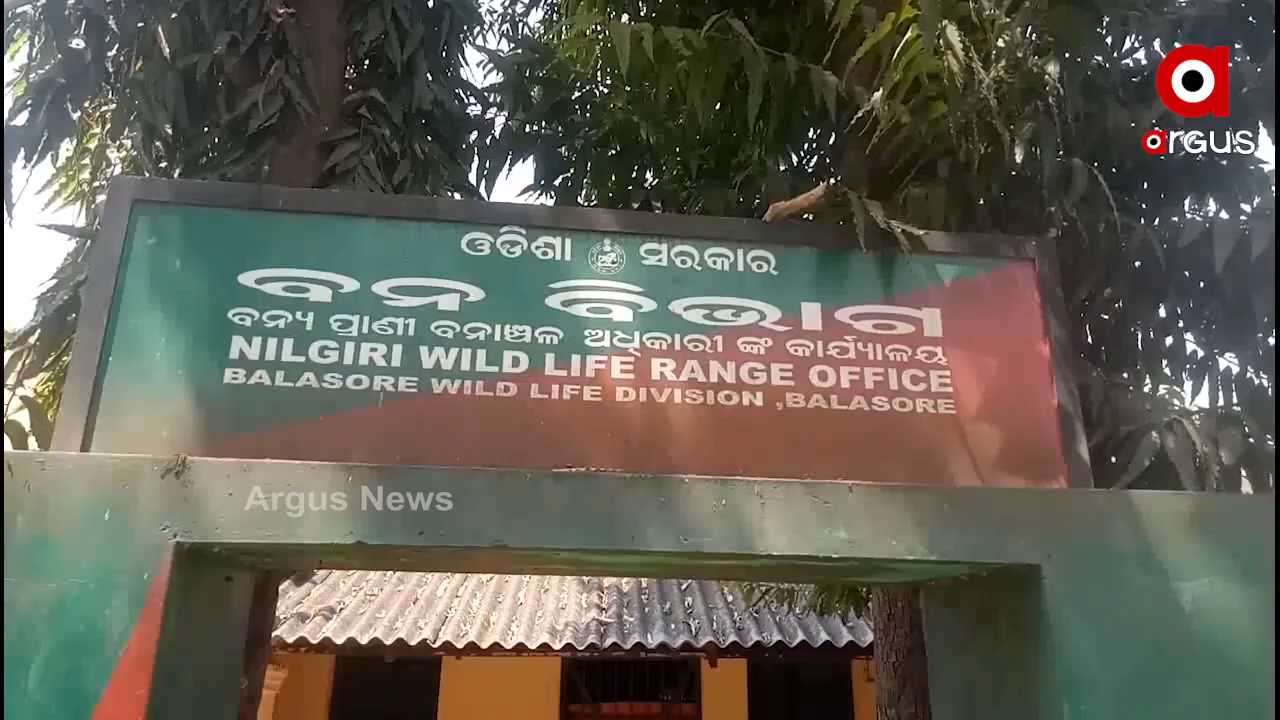 argus
ଓଡିଶା ସରକାର
ବନ ବିଭାଗ
ବନ୍ୟ ପ୍ରାଣୀ ବନାଞ୍ଚଳ ଅଧିକାରୀ ଙ୍କ କାର୍ଯ୍ୟାଳୟ
NILGIRI WILD LIFE RANGE OFFICE
BALASORE WILD LIFE DIVISION ,BALASORE
Argus News